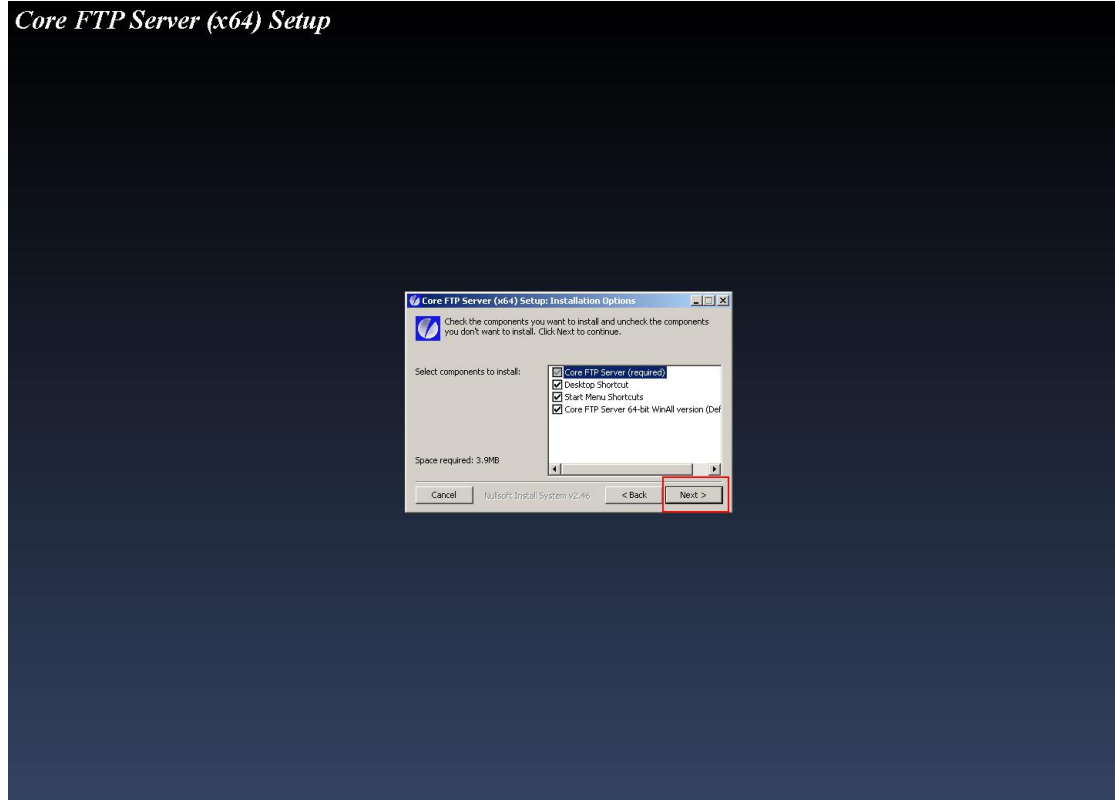 Core FTP Server (x64) Setup
Core FTP Server (x64) Setup: Installation Options
Check the components you want to install and uncheck the components
you don't want to install. Click Next to continue.
Select components to install:
Core FTP Server (required)
Desktop Shortcut
Start Menu Shortcuts
Core FTP Server 64-bit WinAll version (Def
Space required: 3.9MB
Cancel
Nullsoft Install System v2.46
< Back
Next >